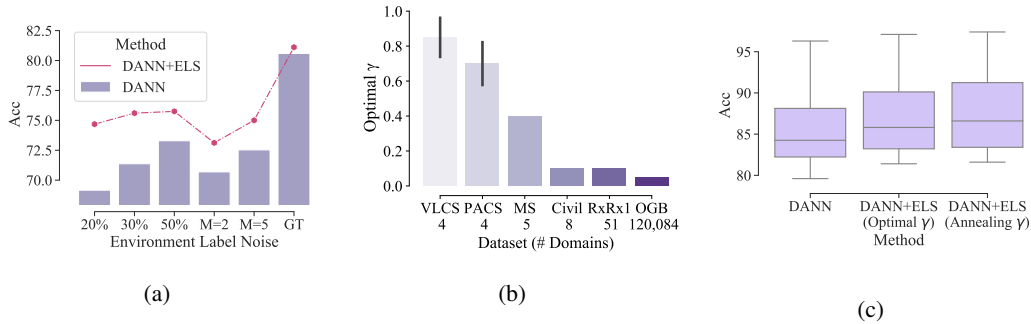 82.5
80.0
77.5
75.0
72.5
70.0
Acc
Method
DANN+ELS
DANN
20% 30% 50% M=2 M=5 GT
Environment Label Noise
(a)
1.0
0.8
0.6
0.4
0.2
0.0
Optimal γ
VLCS PACS MS Civil RxRx1 OGB
4 4 5 8 51 120,084
Dataset (# Domains)
(b)
95
90
85
80
Acc
DANN DANN+ELS DANN+ELS
(Optimal γ) (Annealing γ)
Method
(c)